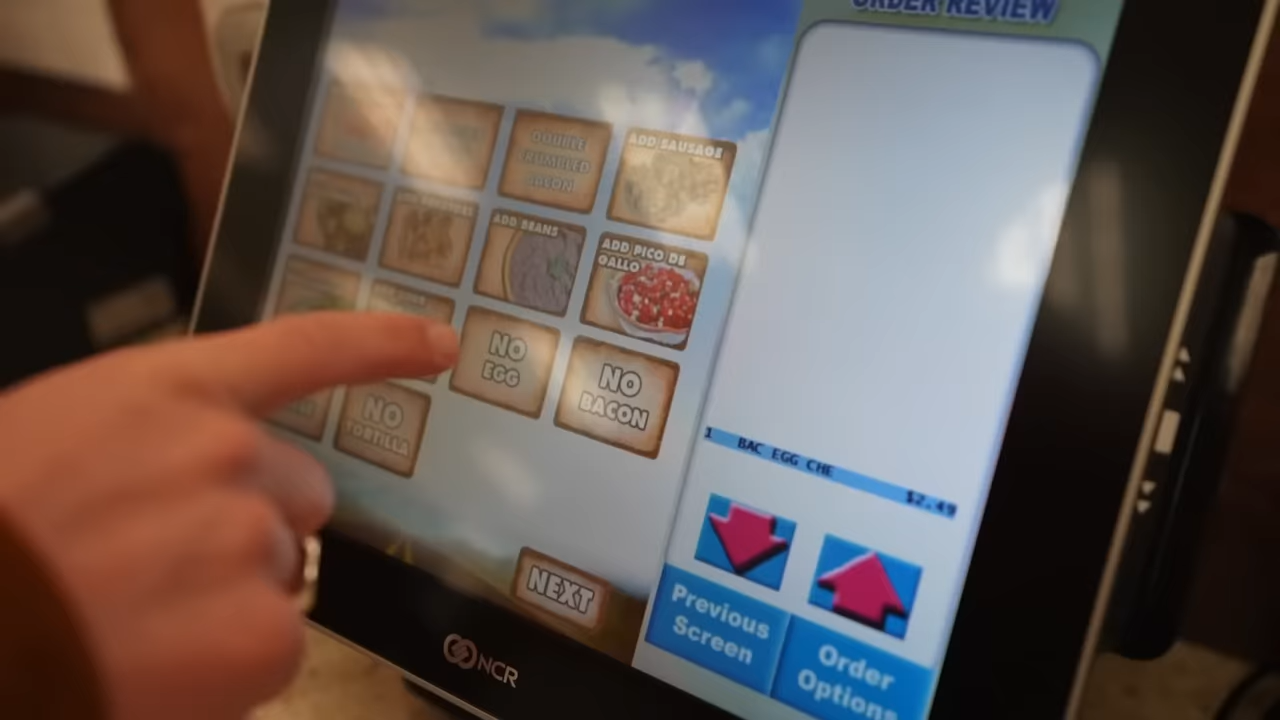 ORDER REVIEW
DOUBLE
CRUMBLED
BACON
ADD SAUSAGE
ADD BEANS
ADD PICO DE
GALLO
NO
EGG
NO
BACON
NO
TORTILLA
1 BAC EGG CHE $2.49
NEXT
Previous
Screen
Order
Options
NCR